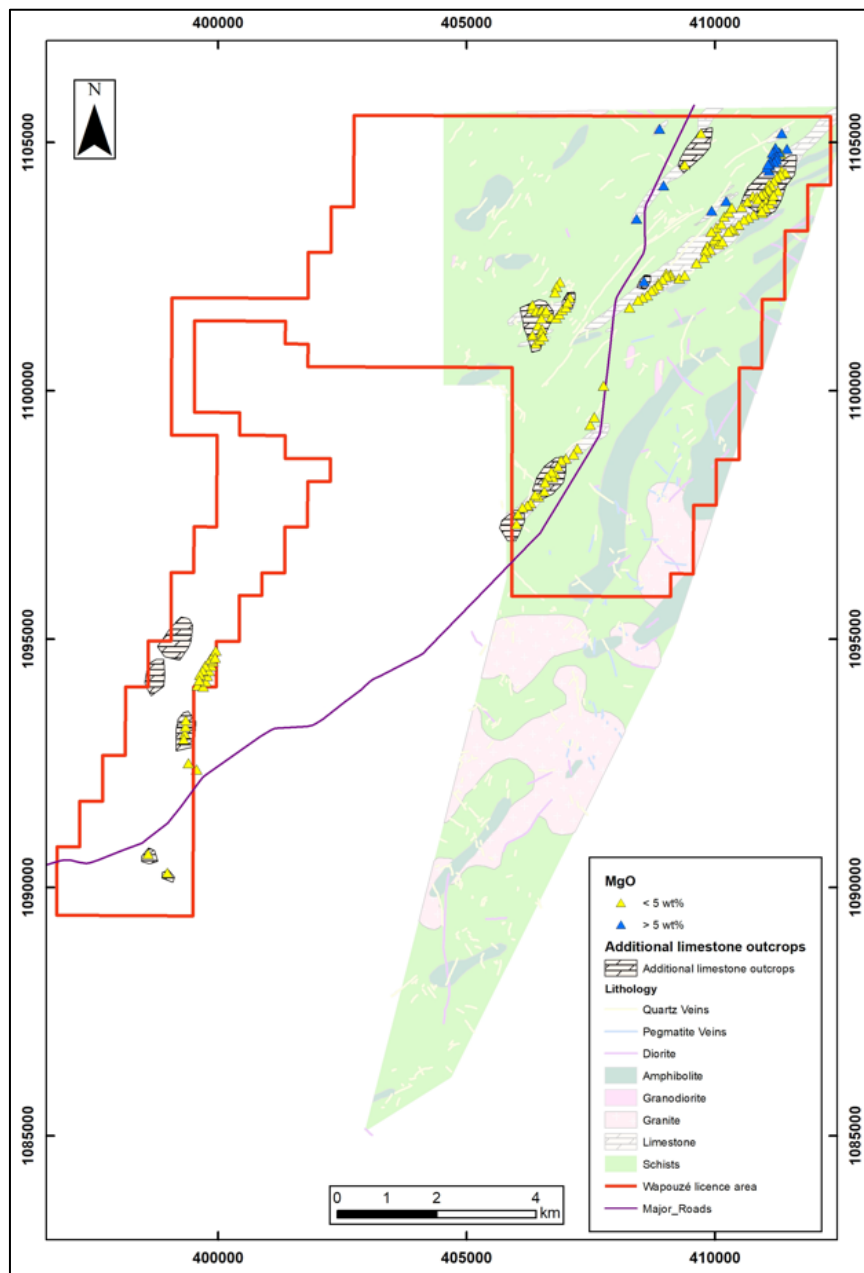 400000 405000 410000
N
1105000 1105000
1100000 1100000
1095000 1095000
1090000 1090000
1085000 1085000
MgO
< 5 wt%
> 5 wt%
Additional limestone outcrops
Additional limestone outcrops
Lithology
Quartz Veins
Pegmatite Veins
Diorite
Amphibolite
Granodiorite
Granite
Limestone
Schists
Wapouzé licence area
Major_Roads
0 1 2 4
km
400000 405000 410000